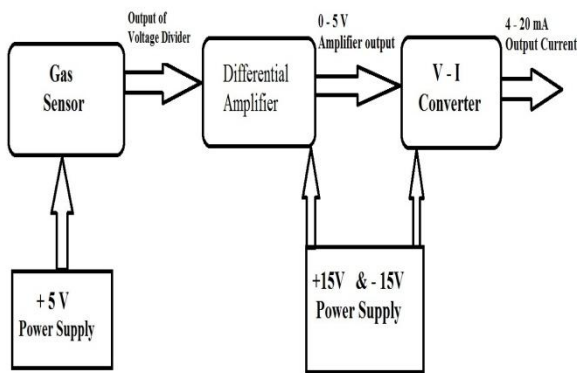 Output of
Voltage Divider
0 - 5 V
Amplifier output
4 - 20 mA
Output Current
Gas
Sensor
Differential
Amplifier
V - I
Converter
+ 5 V
Power Supply
+15V & - 15V
Power Supply